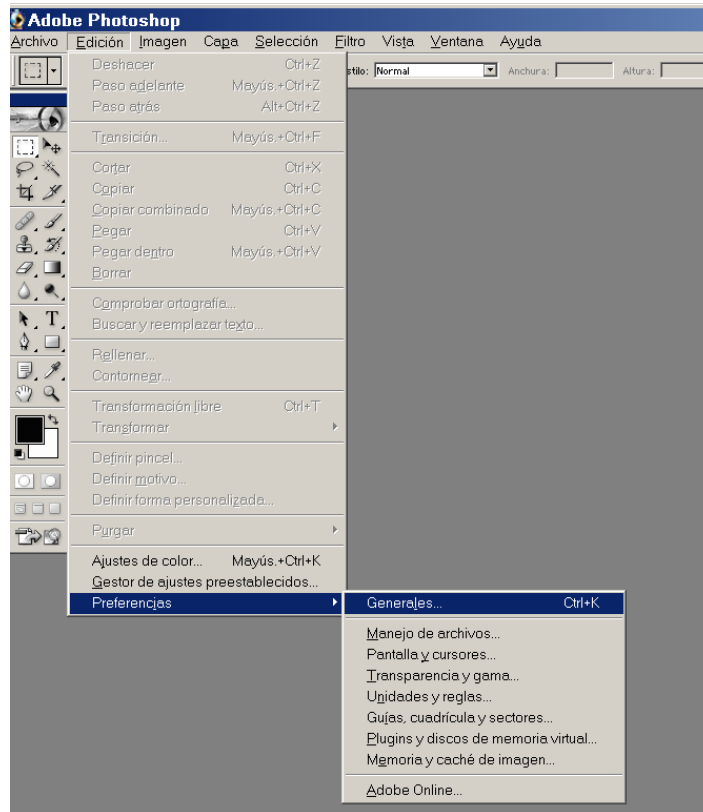 Adobe Photoshop
Archivo Edición Imagen Capa Selección Filtro Vista Ventana Ayuda
stilo: Normal Anchura: Altura:
Deshacer Ctrl+Z
Paso adelante Mayús.+Ctrl+Z
Paso atrás Alt+Ctrl+Z
Transición... Mayús.+Ctrl+F
Cortar Ctrl+X
Copiar Ctrl+C
Copiar combinado Mayús.+Ctrl+C
Pegar Ctrl+V
Pegar dentro Mayús.+Ctrl+V
Borrar
Comprobar ortografía...
Buscar y reemplazar texto...
Rellenar...
Contornear...
Transformación libre Ctrl+T
Transformar
Definir pincel...
Definir motivo...
Definir forma personalizada...
Purgar
Ajustes de color... Mayús.+Ctrl+K
Gestor de ajustes preestablecidos...
Preferencias
Generales... Ctrl+K
Manejo de archivos...
Pantalla y cursores...
Transparencia y gama...
Unidades y reglas...
Guías, cuadrícula y sectores...
Plugins y discos de memoria virtual...
Memoria y caché de imagen...
Adobe Online...